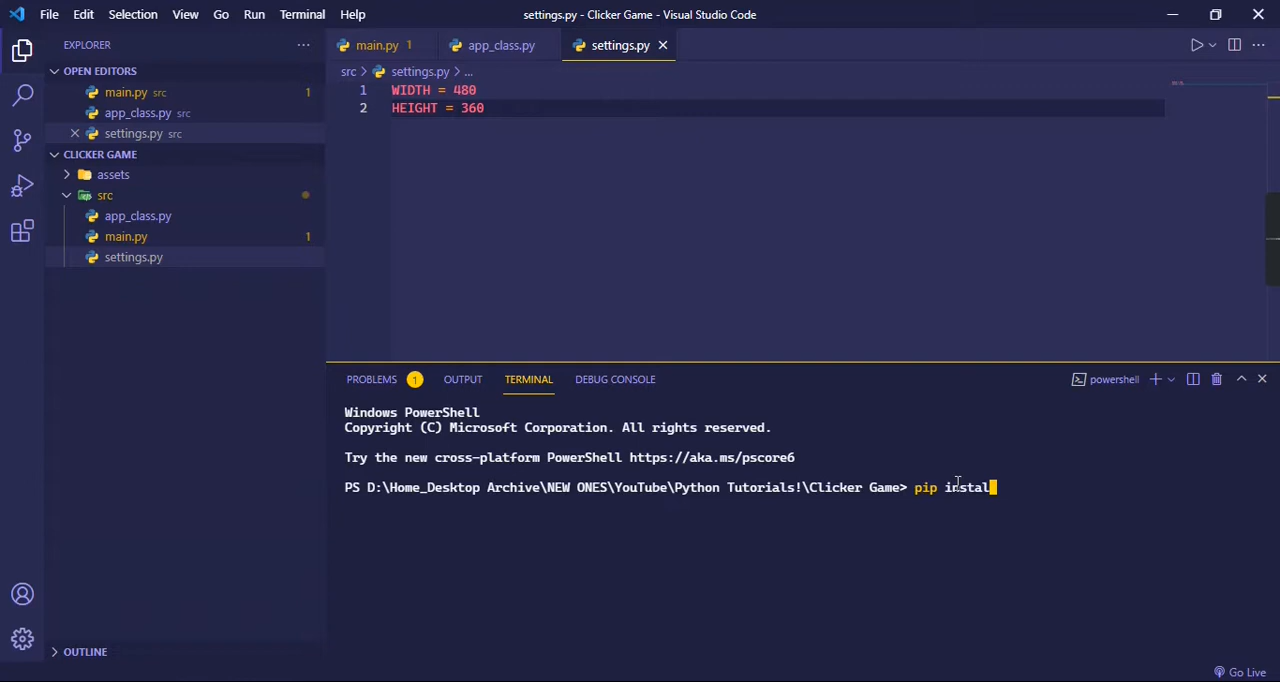 File Edit Selection View Go Run Terminal Help settings.py - Clicker Game - Visual Studio Code
EXPLORER
OPEN EDITORS
main.py src 1
app_class.py src
settings.py src
CLICKER GAME
assets
src
app_class.py
main.py 1
settings.py
OUTLINE
main.py 1 app_class.py settings.py
src > settings.py > ...
1 WIDTH = 480
2 HEIGHT = 360
PROBLEMS 1 OUTPUT TERMINAL DEBUG CONSOLE powershell
Windows PowerShell
Copyright (C) Microsoft Corporation. All rights reserved.
Try the new cross-platform PowerShell https://aka.ms/pscore6
PS D:\Home_Desktop Archive\NEW ONES\YouTube\Python Tutorials!\Clicker Game> pip instal
Go Live